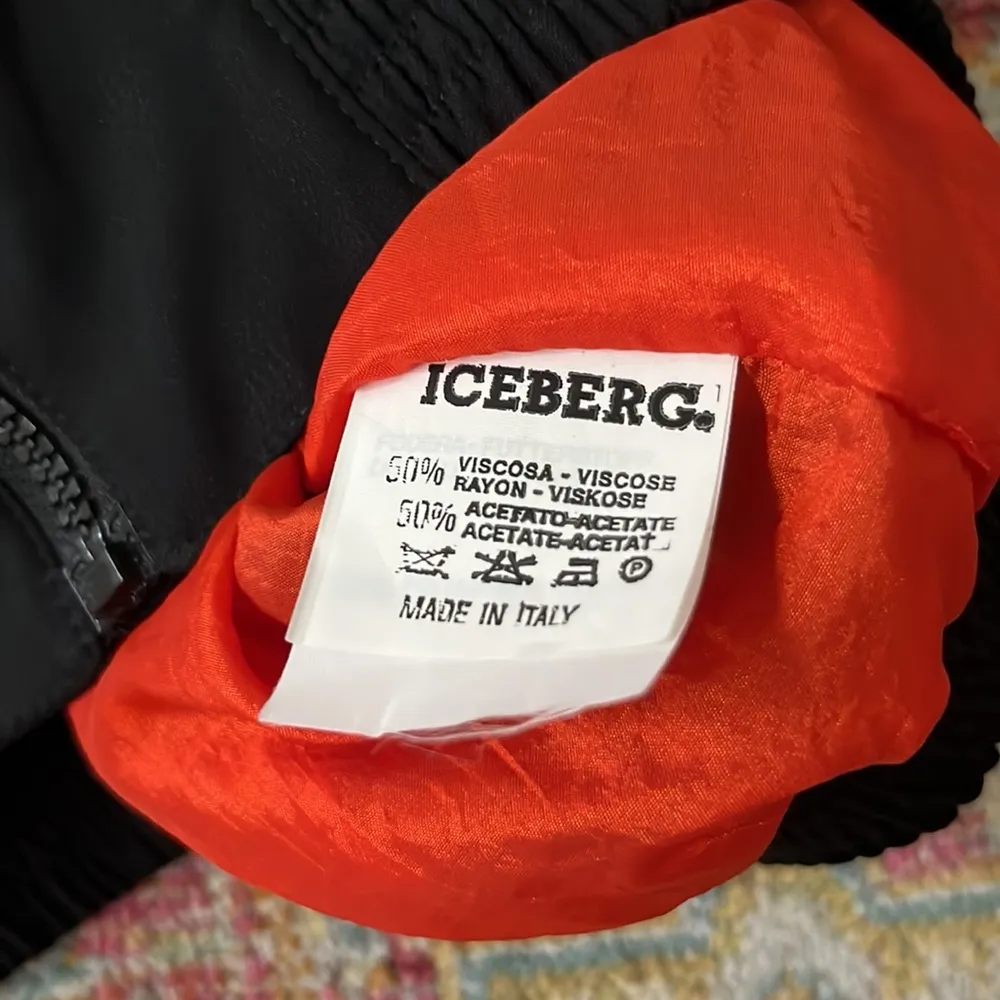 ICEBERG.
50% VISCOSA - VISCOSE
RAYON - VISKOSE
50% ACETATO-ACETATE
ACETATE-ACETAT
P
MADE IN ITALY